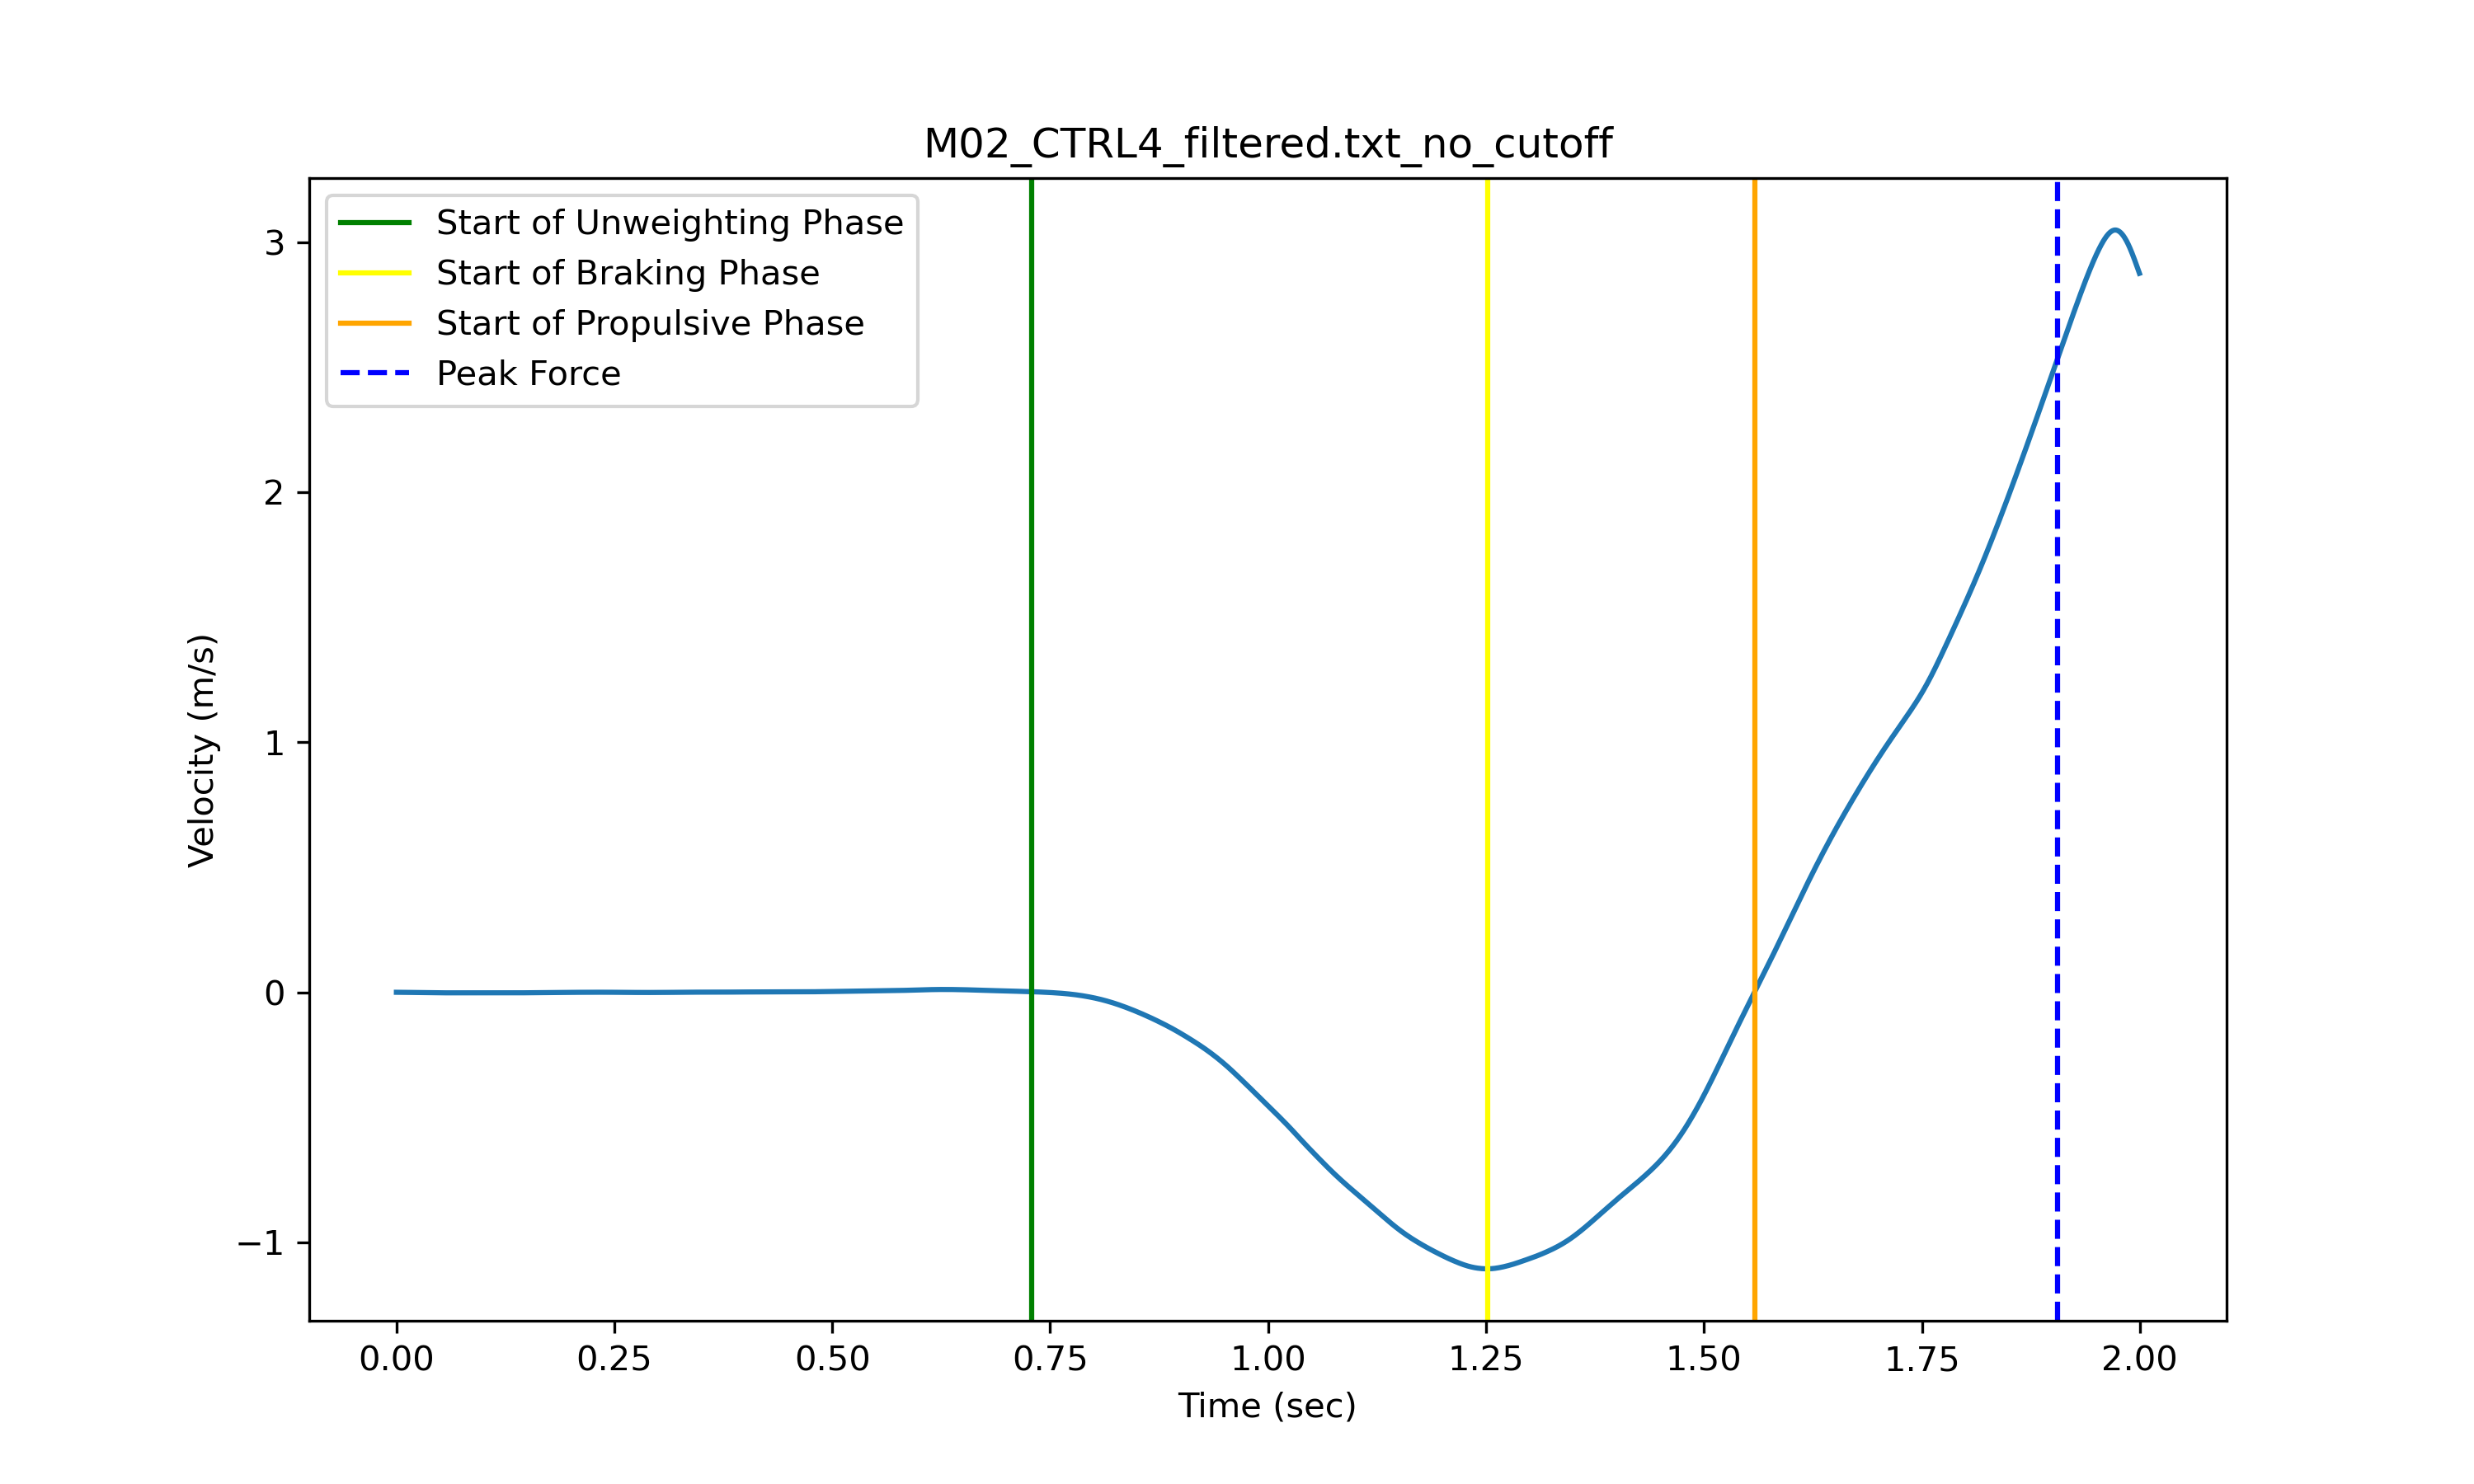 M02_CTRL4_filtered.txt_no_cutoff
Start of Unweighting Phase
Start of Braking Phase
Start of Propulsive Phase
Peak Force
3
2
1
0
−1
Velocity (m/s)
0.00 0.25 0.50 0.75 1.00 1.25 1.50 1.75 2.00
Time (sec)